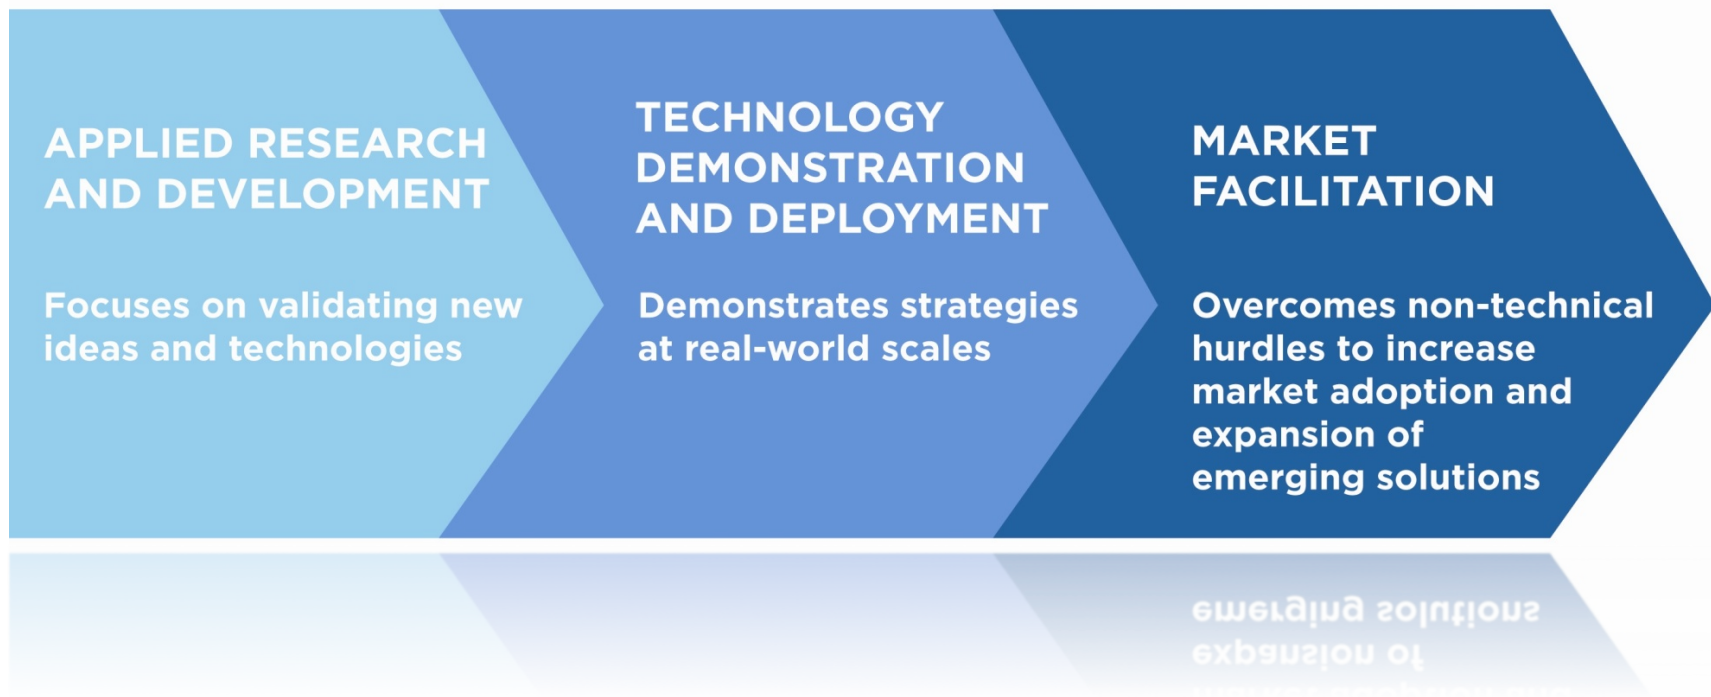 APPLIED RESEARCH
AND DEVELOPMENT
Focuses on validating new
ideas and technologies
TECHNOLOGY
DEMONSTRATION
AND DEPLOYMENT
Demonstrates strategies
at real-world scales
MARKET
FACILITATION
Overcomes non-technical
hurdles to increase
market adoption and
expansion of
emerging solutions